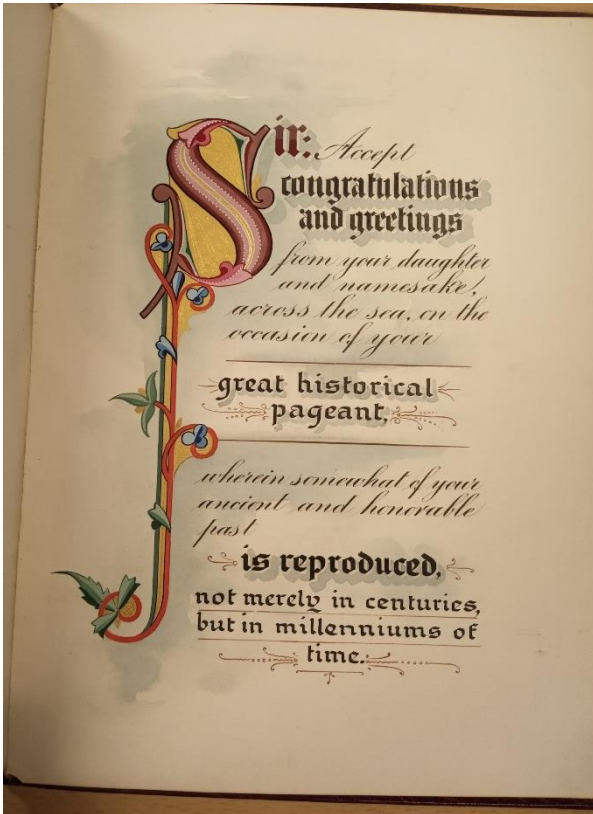 Sir: Accept
congratulations
and greetings
from your daughter
and namesake,
across the sea, on the
occasion of your
great historical
pageant,
wherein somewhat of your
ancient and honorable
past
is reproduced,
not merely in centuries,
but in millenniums of
time.